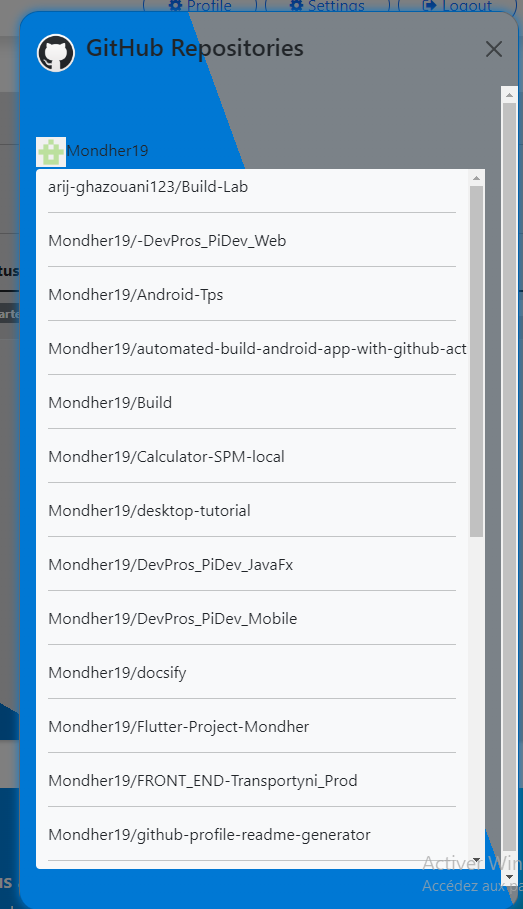 Profile
Settings
Logout
GitHub Repositories
Mondher19
arij-ghazouani123/Build-Lab
Mondher19/-DevPros_PiDev_Web
tus
Mondher19/Android-Tps
arte
Mondher19/automated-build-android-app-with-github-act
Mondher19/Build
Mondher19/Calculator-SPM-local
Mondher19/desktop-tutorial
Mondher19/DevPros_PiDev_JavaFx
Mondher19/DevPros_PiDev_Mobile
Mondher19/docsify
Mondher19/Flutter-Project-Mondher
Mondher19/FRONT_END-Transportyni_Prod
Mondher19/github-profile-readme-generator
Activer Win
Accédez aux pa